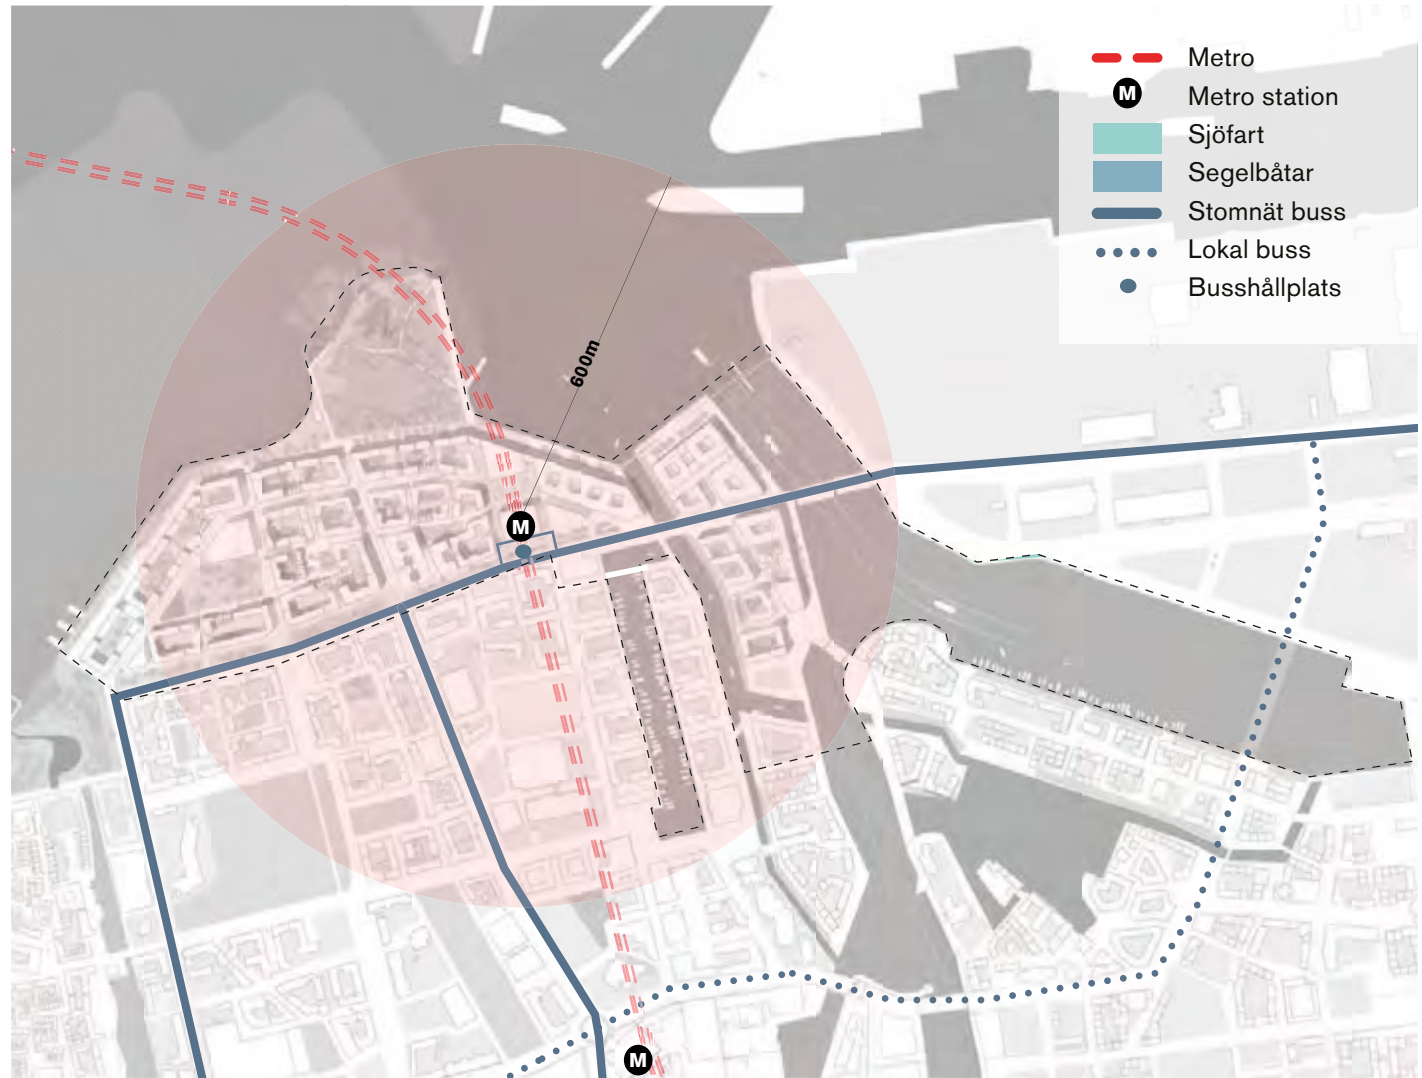 Metro
M
Metro station
Sjöfart
Segelbåtar
Stomnät buss
Lokal buss
Busshållplats
600m
M
M